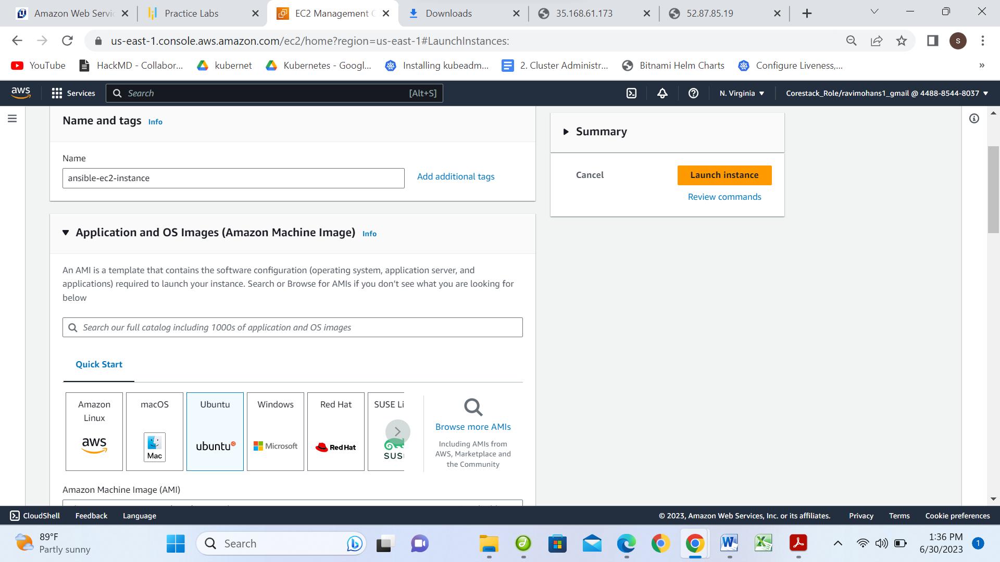 Amazon Web Servic
Practice Labs
EC2 Management C
Downloads
35.168.61.173
52.87.85.19
us-east-1.console.aws.amazon.com/ec2/home?region=us-east-1#LaunchInstances:
S
YouTube
HackMD - Collabor...
kubernet
Kubernetes - Googl...
Installing kubeadm...
2. Cluster Administr...
Bitnami Helm Charts
Configure Liveness,...
»
aws
Services
Search
[Alt+S]
N. Virginia
Corestack_Role/ravimohans1_gmail @ 4488-8544-8037
Name and tags Info
Name
ansible-ec2-instance
Add additional tags
Summary
Cancel
Launch instance
Review commands
Application and OS Images (Amazon Machine Image) Info
An AMI is a template that contains the software configuration (operating system, application server, and
applications) required to launch your instance. Search or Browse for AMIs if you don't see what you are looking for
below
Search our full catalog including 1000s of application and OS images
Quick Start
Amazon
Linux
aws
macOS
Mac
Ubuntu
ubuntu
Windows
Microsoft
Red Hat
Red Hat
SUSE Li
SUS
Browse more AMIs
Including AMIs from
AWS, Marketplace and
the Community
Amazon Machine Image (AMI)
CloudShell
Feedback
Language
© 2023, Amazon Web Services, Inc. or its affiliates.
Privacy
Terms
Cookie preferences
89°F
Partly sunny
Search
1:36 PM
6/30/2023
1